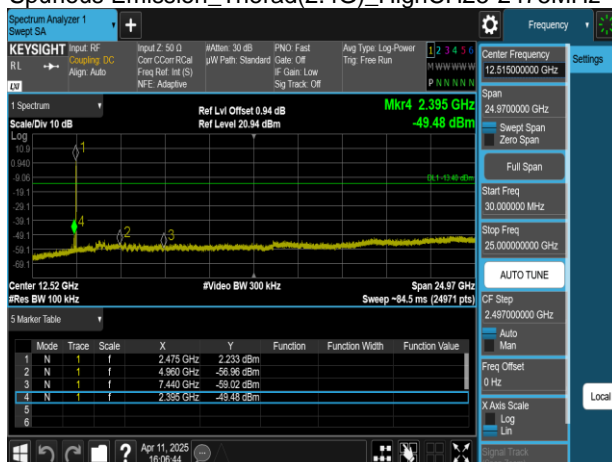 Spurious Emission_Thorad(2.4G)_HighCH25-2475MHz
Spectrum Analyzer 1
Swept SA
+
Frequency
KEYSIGHT
RL
LXI
Input: RF
Coupling: DC
Align: Auto
Input Z: 50 Ω
Corr CCorr RCal
Freq Ref: Int (S)
NFE: Adaptive
#Atten: 30 dB
µW Path: Standard
PNO: Fast
Gate: Off
IF Gain: Low
Sig Track: Off
Avg Type: Log-Power
Trig: Free Run
1 2 3 4 5 6
M W W W W W
P N N N N N
1 Spectrum
Scale/Div 10 dB
Ref Lvl Offset 0.94 dB
Ref Level 20.94 dBm
Mkr4 2.395 GHz
-49.48 dBm
Log
10.9
0.940
-9.06
-19.1
-29.1
-39.1
-49.1
-59.1
-69.1
1
4
2
3
DL1 -13.40 dBm
Center 12.52 GHz
#Res BW 100 kHz
#Video BW 300 kHz
Span 24.97 GHz
Sweep ~84.5 ms (24971 pts)
5 Marker Table
Mode Trace Scale X Y Function Function Width Function Value
1 N 1 f 2.475 GHz 2.233 dBm
2 N 1 f 4.960 GHz -56.96 dBm
3 N 1 f 7.440 GHz -59.02 dBm
4 N 1 f 2.395 GHz -49.48 dBm
5
6
Apr 11, 2025
16:06:44
?
Center Frequency
12.515000000 GHz
Settings
Span
24.9700000 GHz
Swept Span
Zero Span
Full Span
Start Freq
30.000000 MHz
Stop Freq
25.000000000 GHz
AUTO TUNE
CF Step
2.497000000 GHz
Auto
Man
Freq Offset
0 Hz
X Axis Scale
Log
Lin
Local
Signal Track